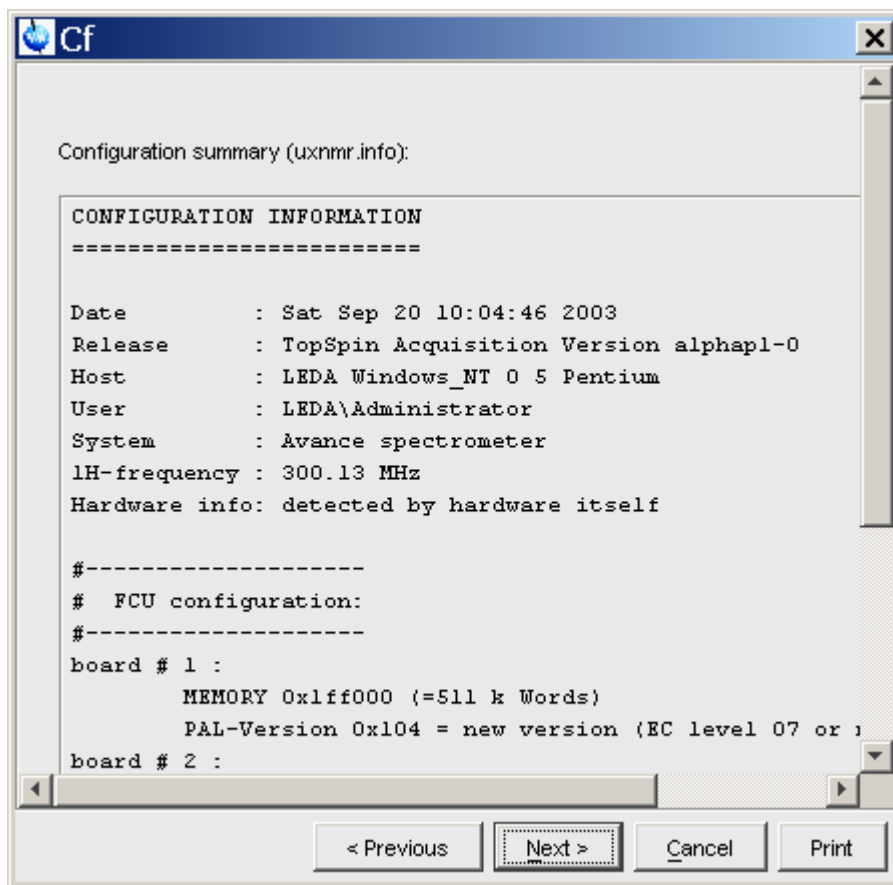 Cf
Configuration summary (uxnmr.info):
CONFIGURATION INFORMATION
=========================
Date         : Sat Sep 20 10:04:46 2003
Release      : TopSpin Acquisition Version alphapl-0
Host         : LEDA Windows_NT 0 5 Pentium
User         : LEDA\Administrator
System       : Avance spectrometer
1H-frequency : 300.13 MHz
Hardware info: detected by hardware itself
#--------------------
#  FCU configuration:
#--------------------
board # 1 :
        MEMORY 0x1ff000 (=511 k Words)
        PAL-Version 0x104 = new version (EC level 07 or
board # 2 :
< Previous Next > Cancel Print